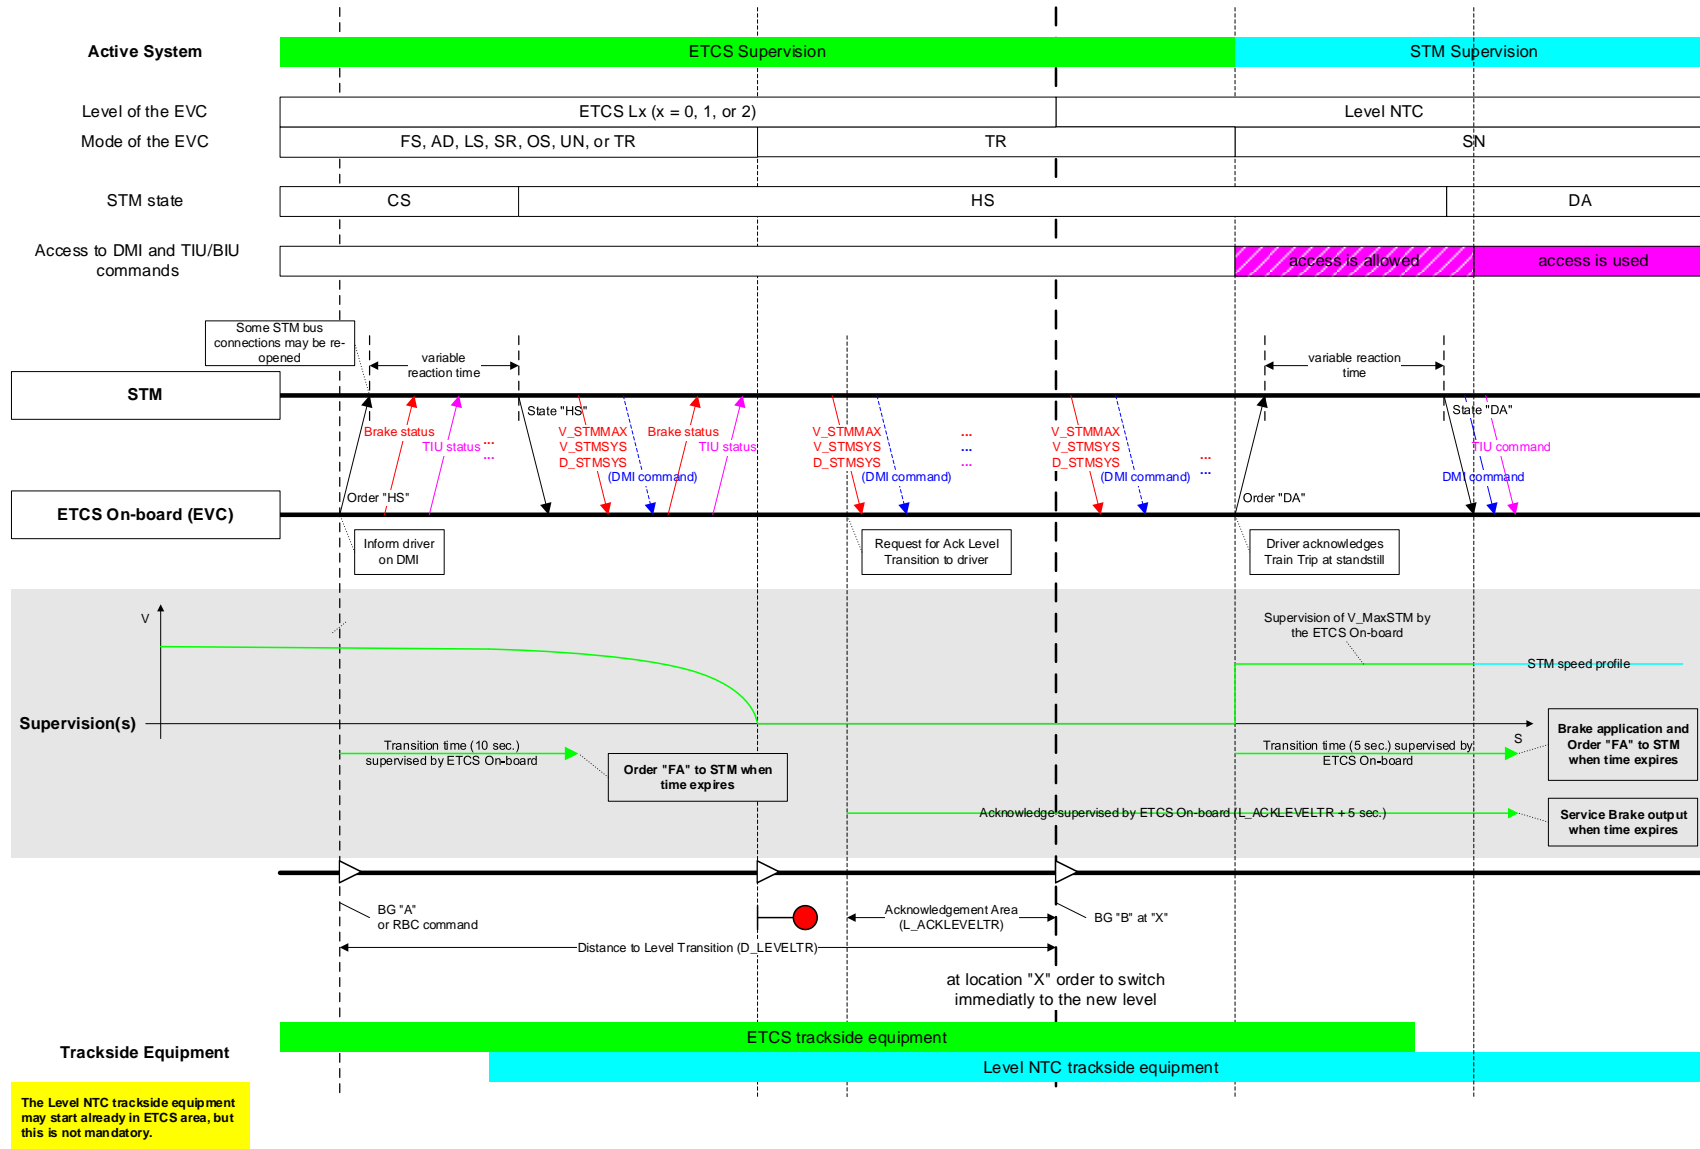 Active System
ETCS Supervision
STM Supervision
Level of the EVC
ETCS Lx (x = 0, 1, or 2)
Level NTC
Mode of the EVC
FS, AD, LS, SR, OS, UN, or TR
TR
SN
STM state
CS
HS
DA
Access to DMI and TIU/BIU
commands
access is allowed
access is used
Some STM bus
connections may be re-
opened
variable
reaction time
variable reaction
time
STM
State "HS"
State "DA"
Brake status
TIU status
...
...
V_STMMAX
V_STMSYS
D_STMSYS
(DMI command)
Brake status
TIU status
V_STMMAX
V_STMSYS
D_STMSYS
(DMI command)
...
...
...
V_STMMAX
V_STMSYS
D_STMSYS
(DMI command)
...
...
TIU command
DMI command
Order "HS"
Order "DA"
ETCS On-board (EVC)
Inform driver
on DMI
Request for Ack Level
Transition to driver
Driver acknowledges
Train Trip at standstill
V
Supervision of V_MaxSTM by
the ETCS On-board
STM speed profile
Supervision(s)
S
Transition time (10 sec.)
supervised by ETCS On-board
Order "FA" to STM when
time expires
Transition time (5 sec.) supervised by
ETCS On-board
Brake application and
Order "FA" to STM
when time expires
Acknowledge supervised by ETCS On-board (L_ACKLEVELTR + 5 sec.)
Service Brake output
when time expires
BG "A"
or RBC command
Acknowledgement Area
(L_ACKLEVELTR)
BG "B" at "X"
Distance to Level Transition (D_LEVELTR)
at location "X" order to switch
immediatly to the new level
Trackside Equipment
ETCS trackside equipment
Level NTC trackside equipment
The Level NTC trackside equipment
may start already in ETCS area, but
this is not mandatory.